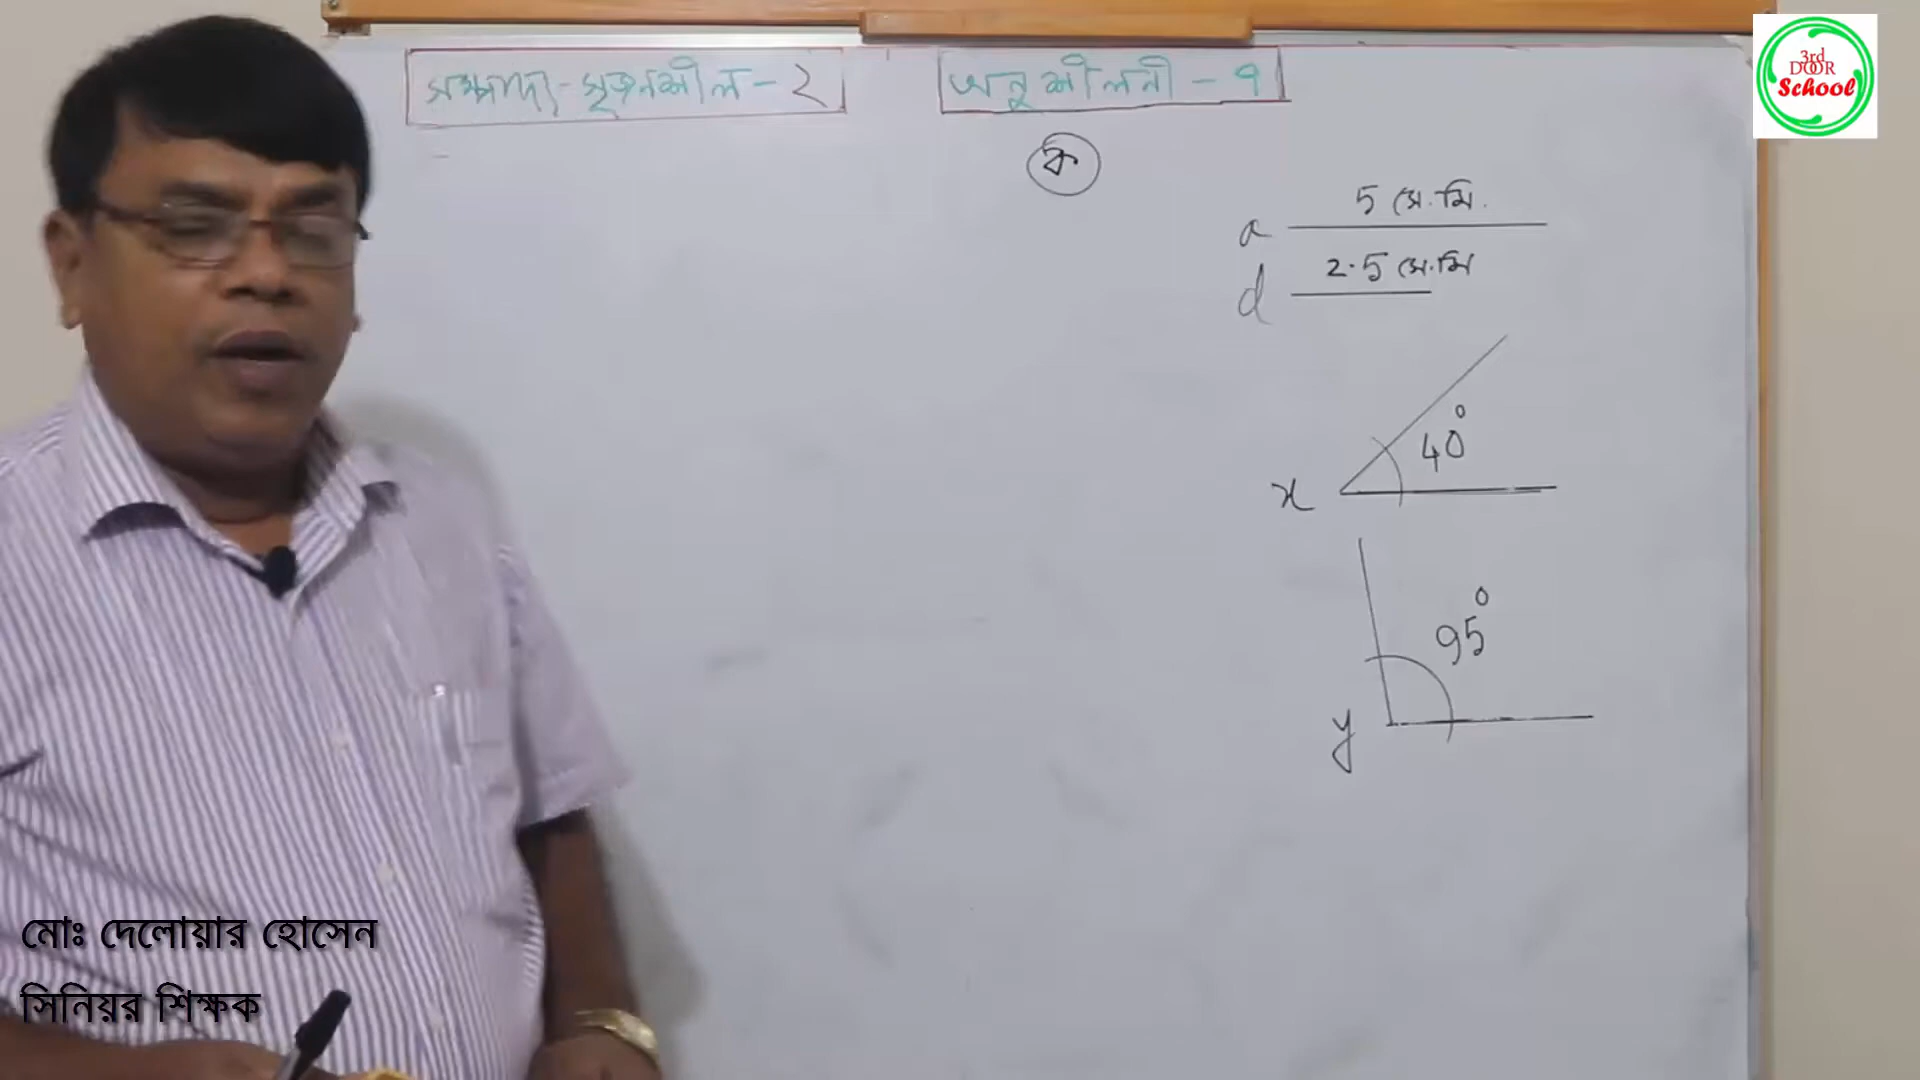 সম্পাদ্য-সৃজনশীল-২
অনুশীলনী-৭
3rd
DOOR
School
ক
5 সে.মি.
a
2.5 সে.মি
d
40°
x
95°
y
মোঃ দেলোয়ার হোসেন
সিনিয়র শিক্ষক